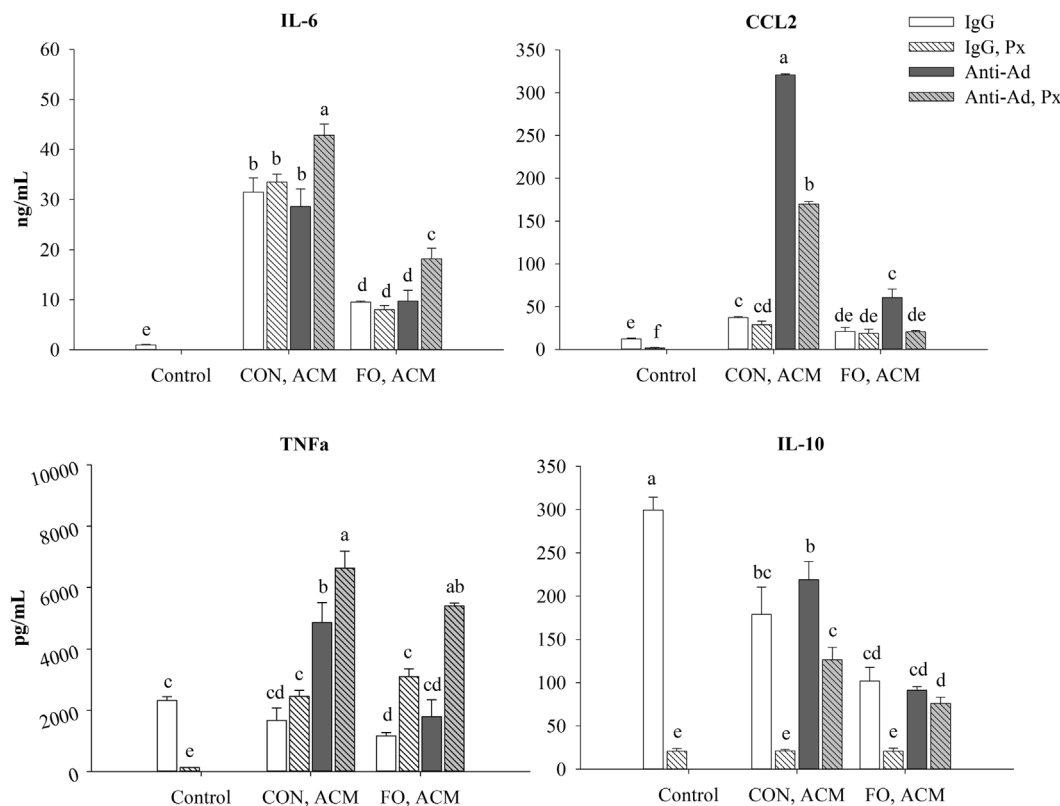 IL-6
60
50
40
30
20
10
0
ng/mL
e
b
b
b
a
d
d
d
c
Control
CON, ACM
FO, ACM
CCL2
350
300
250
200
150
100
50
0
e
f
c
cd
a
b
de
de
c
de
Control
CON, ACM
FO, ACM
IgG
IgG, Px
Anti-Ad
Anti-Ad, Px
TNFa
10000
8000
6000
4000
2000
0
pg/mL
c
e
cd
c
b
a
d
c
cd
ab
Control
CON, ACM
FO, ACM
IL-10
350
300
250
200
150
100
50
0
a
e
bc
e
b
c
cd
e
cd
d
Control
CON, ACM
FO, ACM